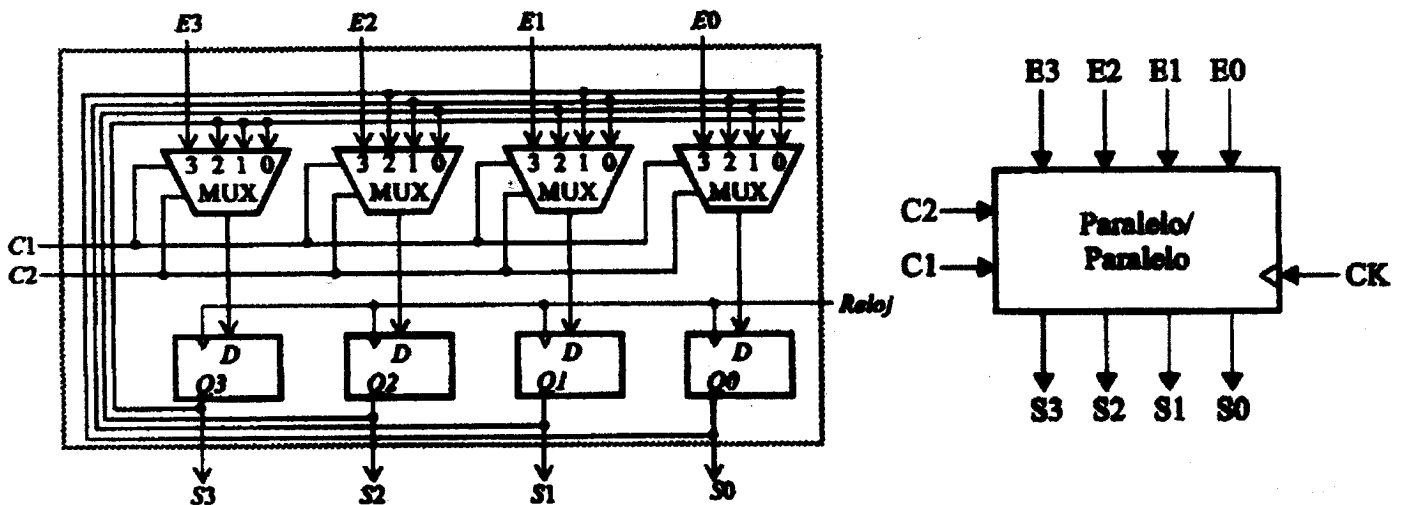 E3 E2 E1 E0
3 2 1 0 3 2 1 0 3 2 1 0 3 2 1 0
MUX MUX MUX MUX
C1
C2
Reloj
D D D D
Q3 Q2 Q1 Q0
S3 S2 S1 S0
E3 E2 E1 E0
C2
C1
Paralelo/
Paralelo
CK
S3 S2 S1 S0